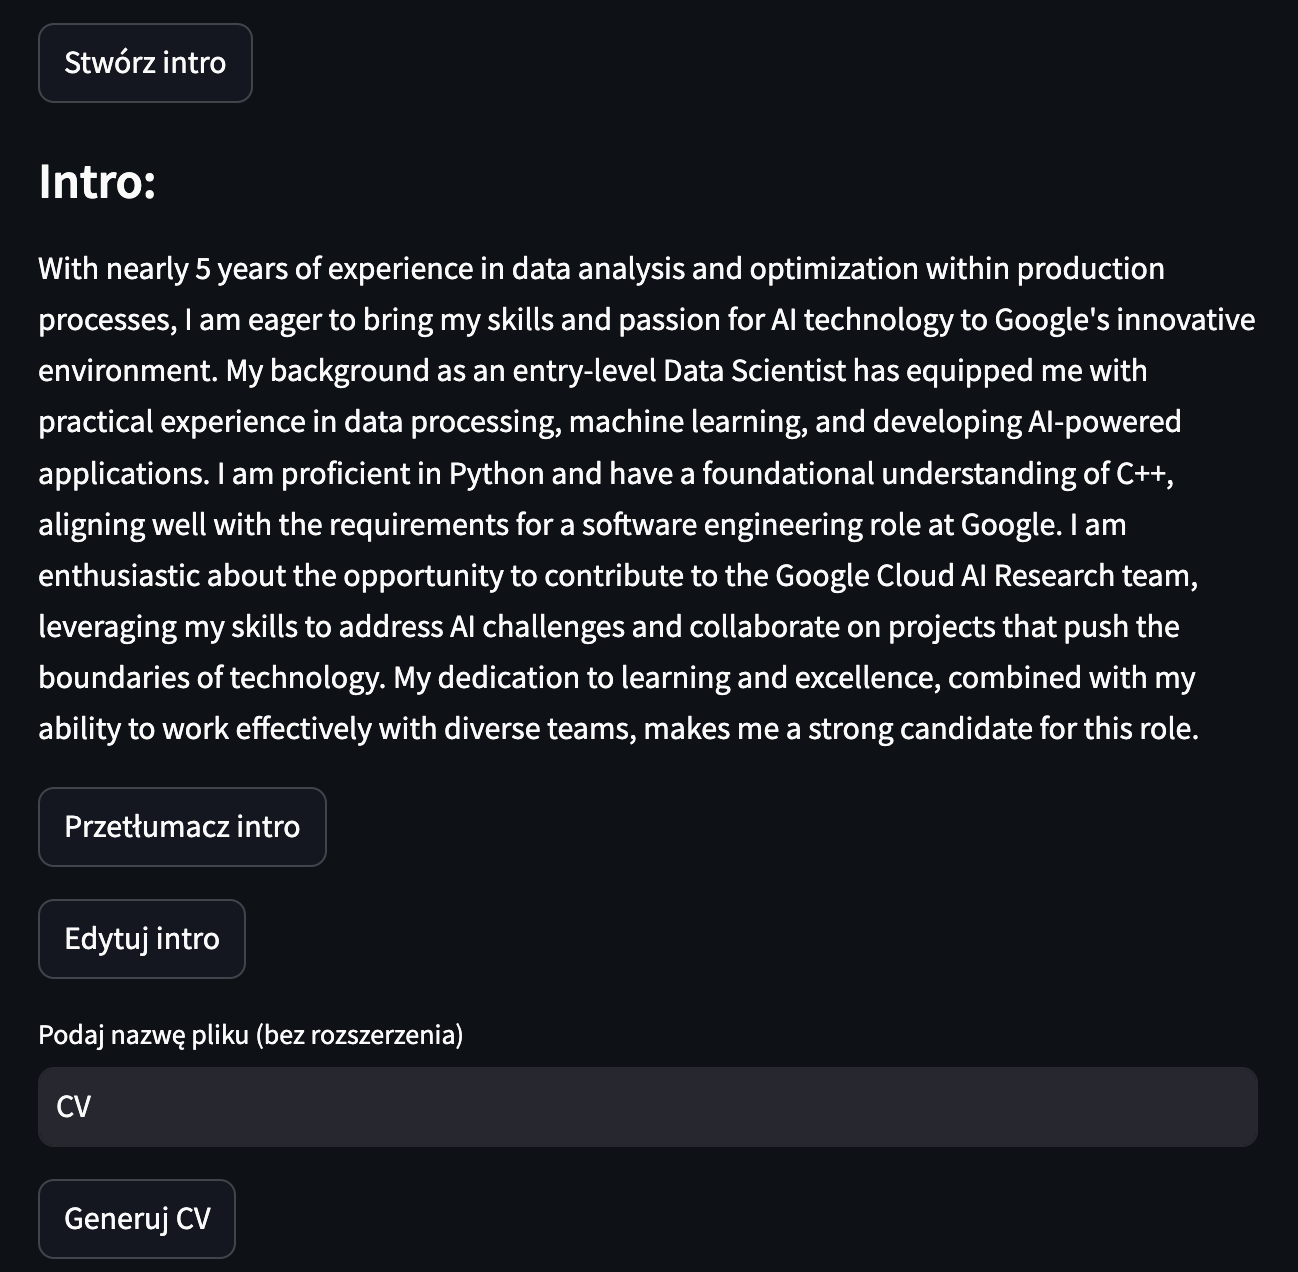 Stwórz intro
Intro:
With nearly 5 years of experience in data analysis and optimization within production
processes, I am eager to bring my skills and passion for AI technology to Google's innovative
environment. My background as an entry-level Data Scientist has equipped me with
practical experience in data processing, machine learning, and developing AI-powered
applications. I am proficient in Python and have a foundational understanding of C++,
aligning well with the requirements for a software engineering role at Google. I am
enthusiastic about the opportunity to contribute to the Google Cloud AI Research team,
leveraging my skills to address AI challenges and collaborate on projects that push the
boundaries of technology. My dedication to learning and excellence, combined with my
ability to work effectively with diverse teams, makes me a strong candidate for this role.
Przetłumacz intro
Edytuj intro
Podaj nazwę pliku (bez rozszerzenia)
CV
Generuj CV